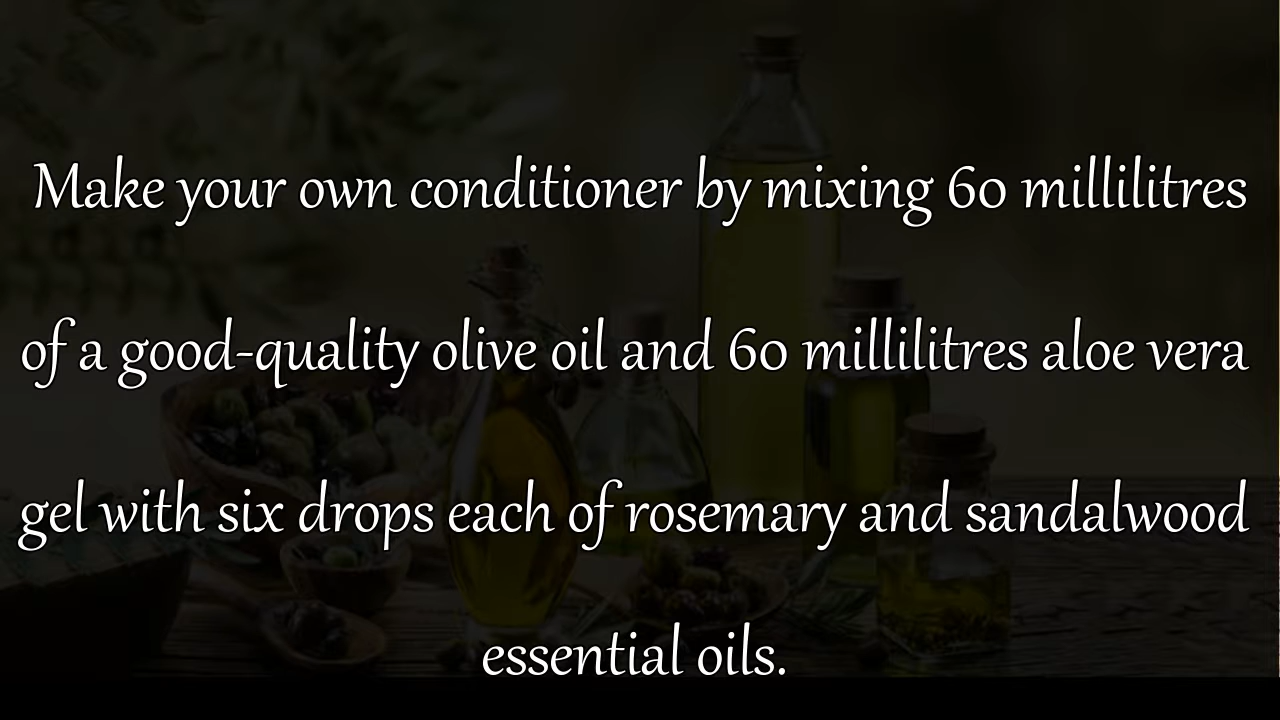 Make your own conditioner by mixing 60 millilitres
of a good-quality olive oil and 60 millilitres aloe vera
gel with six drops each of rosemary and sandalwood
essential oils.